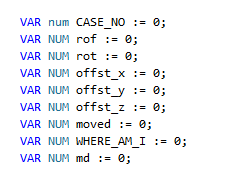 VAR num CASE_NO := 0;
VAR NUM rof := 0;
VAR NUM rot := 0;
VAR NUM offst_x := 0;
VAR NUM offst_y := 0;
VAR NUM offst_z := 0;
VAR NUM moved := 0;
VAR NUM WHERE_AM_I := 0;
VAR NUM md := 0;